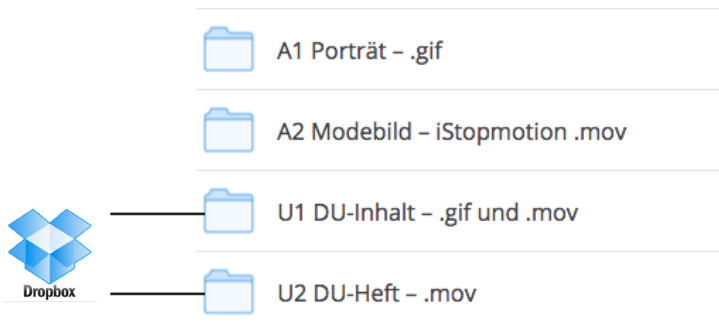 A1 Porträt – .gif
A2 Modebild – iStopmotion .mov
U1 DU-Inhalt – .gif und .mov
U2 DU-Heft – .mov
Dropbox